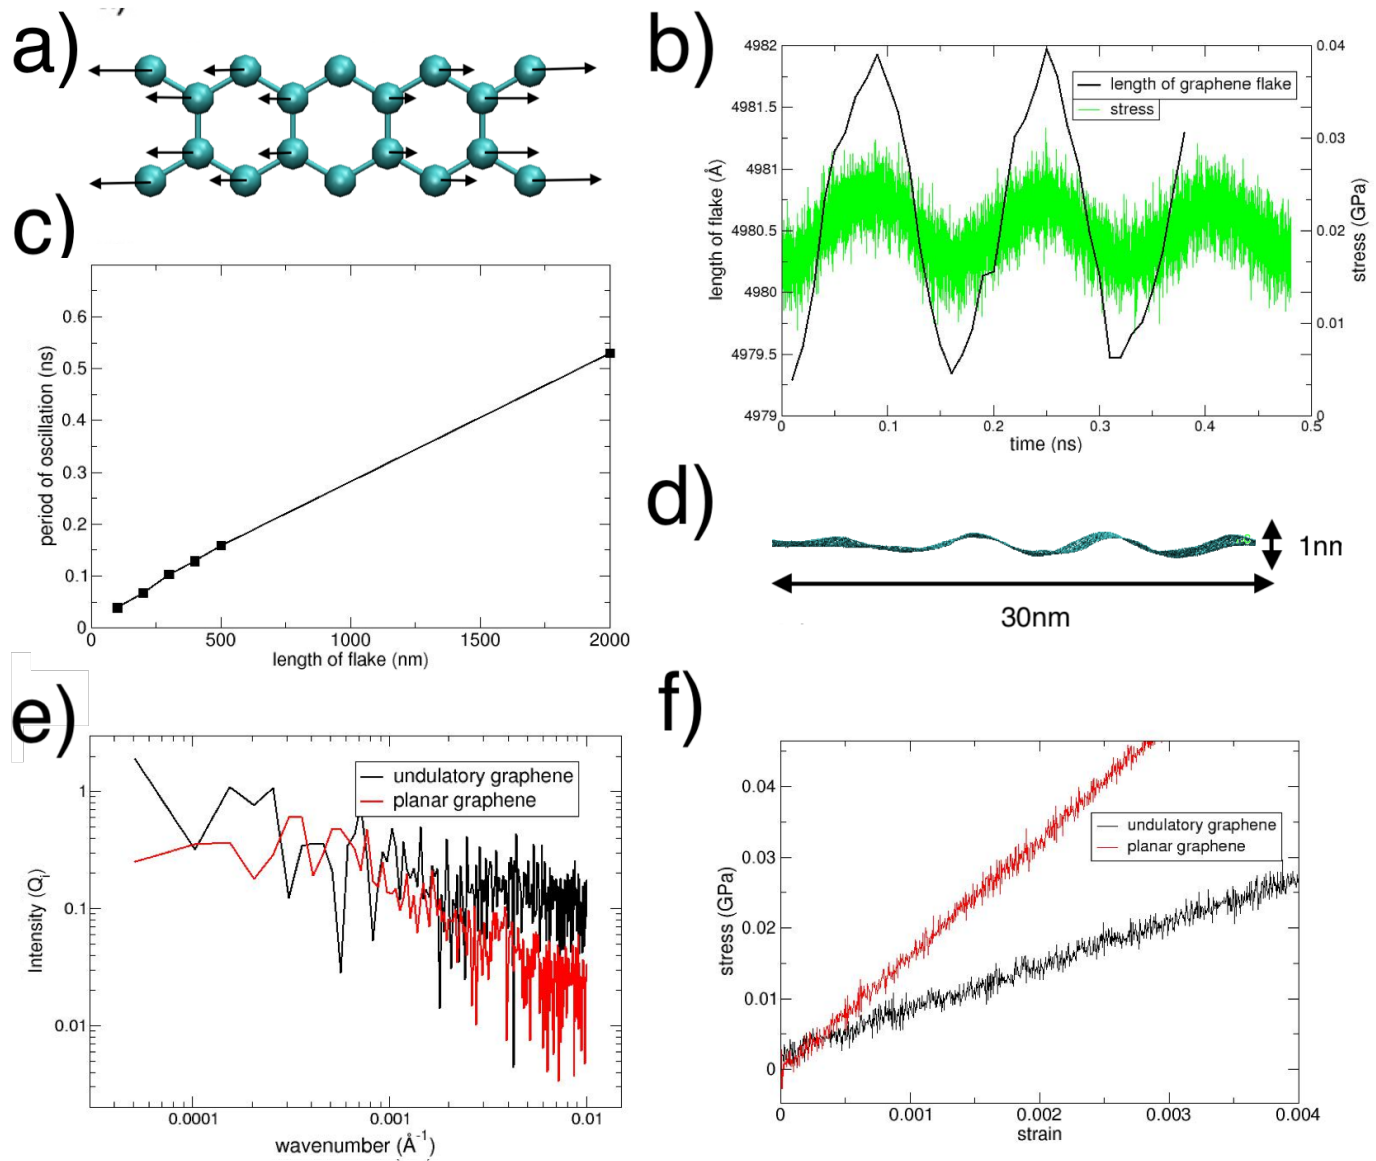 a)
b)
4982
4981.5
4981
4980.5
4980
4979.5
4979
length of flake (Å)
length of graphene flake
stress
0.04
0.03
0.02
0.01
0
stress (GPa)
0
0.1
0.2
0.3
0.4
0.5
time (ns)
c)
0.6
0.5
0.4
0.3
0.2
0.1
0
period of oscillation (ns)
0
500
1000
1500
2000
length of flake (nm)
d)
1nm
30nm
e)
1
0.1
0.01
Intensity (Qi)
undulatory graphene
planar graphene
0.0001
0.001
0.01
wavenumber (Å-1)
f)
0.04
0.03
0.02
0.01
0
stress (GPa)
undulatory graphene
planar graphene
0
0.001
0.002
0.003
0.004
strain